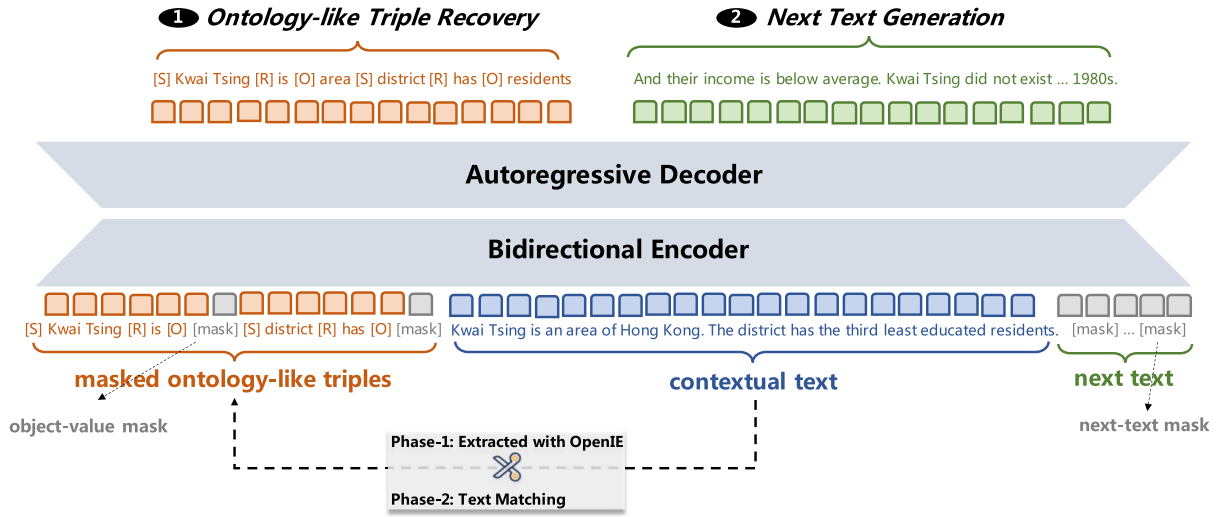 1 Ontology-like Triple Recovery
2 Next Text Generation
[S] Kwai Tsing [R] is [O] area [S] district [R] has [O] residents
And their income is below average. Kwai Tsing did not exist ... 1980s.
Autoregressive Decoder
Bidirectional Encoder
[S] Kwai Tsing [R] is [O] [mask] [S] district [R] has [O] [mask]
Kwai Tsing is an area of Hong Kong. The district has the third least educated residents.
[mask] ... [mask]
masked ontology-like triples
contextual text
next text
object-value mask
next-text mask
Phase-1: Extracted with OpenIE
Phase-2: Text Matching